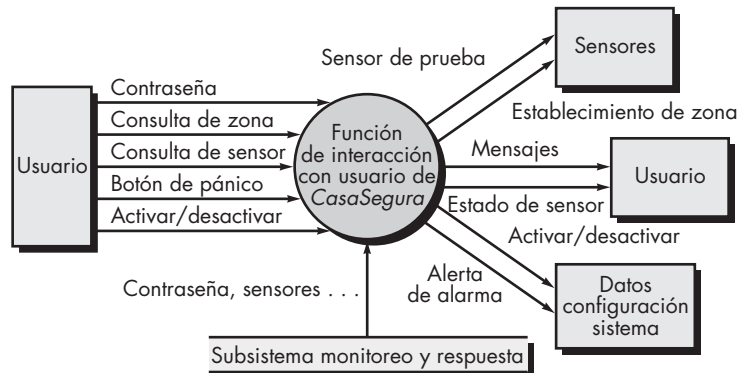 Usuario
Contraseña
Consulta de zona
Consulta de sensor
Botón de pánico
Activar/desactivar
Función
de interacción
con usuario de
CasaSegura
Sensor de prueba
Sensores
Establecimiento de zona
Mensajes
Usuario
Estado de sensor
Activar/desactivar
Alerta
de alarma
Datos
configuración
sistema
Contraseña, sensores . . .
Subsistema monitoreo y respuesta